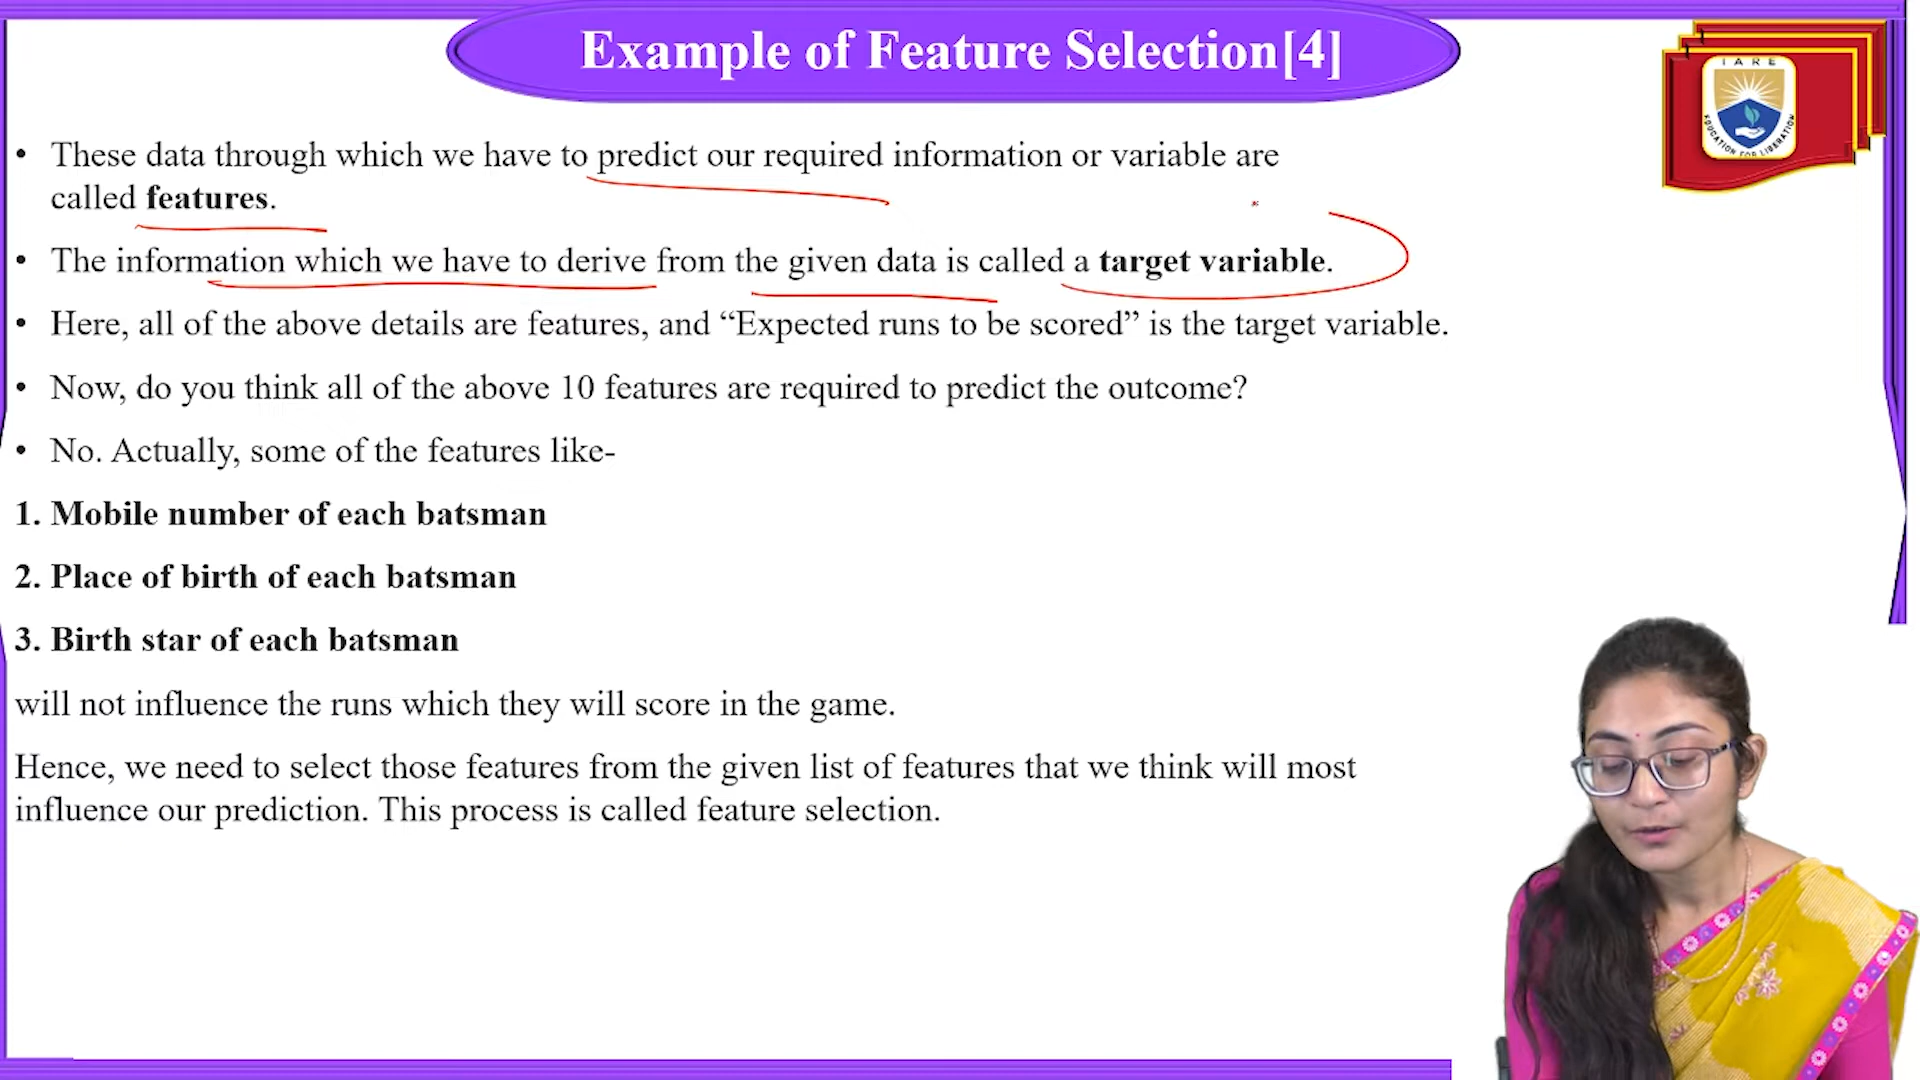 Example of Feature Selection[4]
IARE
EDUCATION FOR LIBERATION
• These data through which we have to predict our required information or variable are
called features.
• The information which we have to derive from the given data is called a target variable.
• Here, all of the above details are features, and “Expected runs to be scored” is the target variable.
• Now, do you think all of the above 10 features are required to predict the outcome?
• No. Actually, some of the features like-
1. Mobile number of each batsman
2. Place of birth of each batsman
3. Birth star of each batsman
will not influence the runs which they will score in the game.
Hence, we need to select those features from the given list of features that we think will most
influence our prediction. This process is called feature selection.